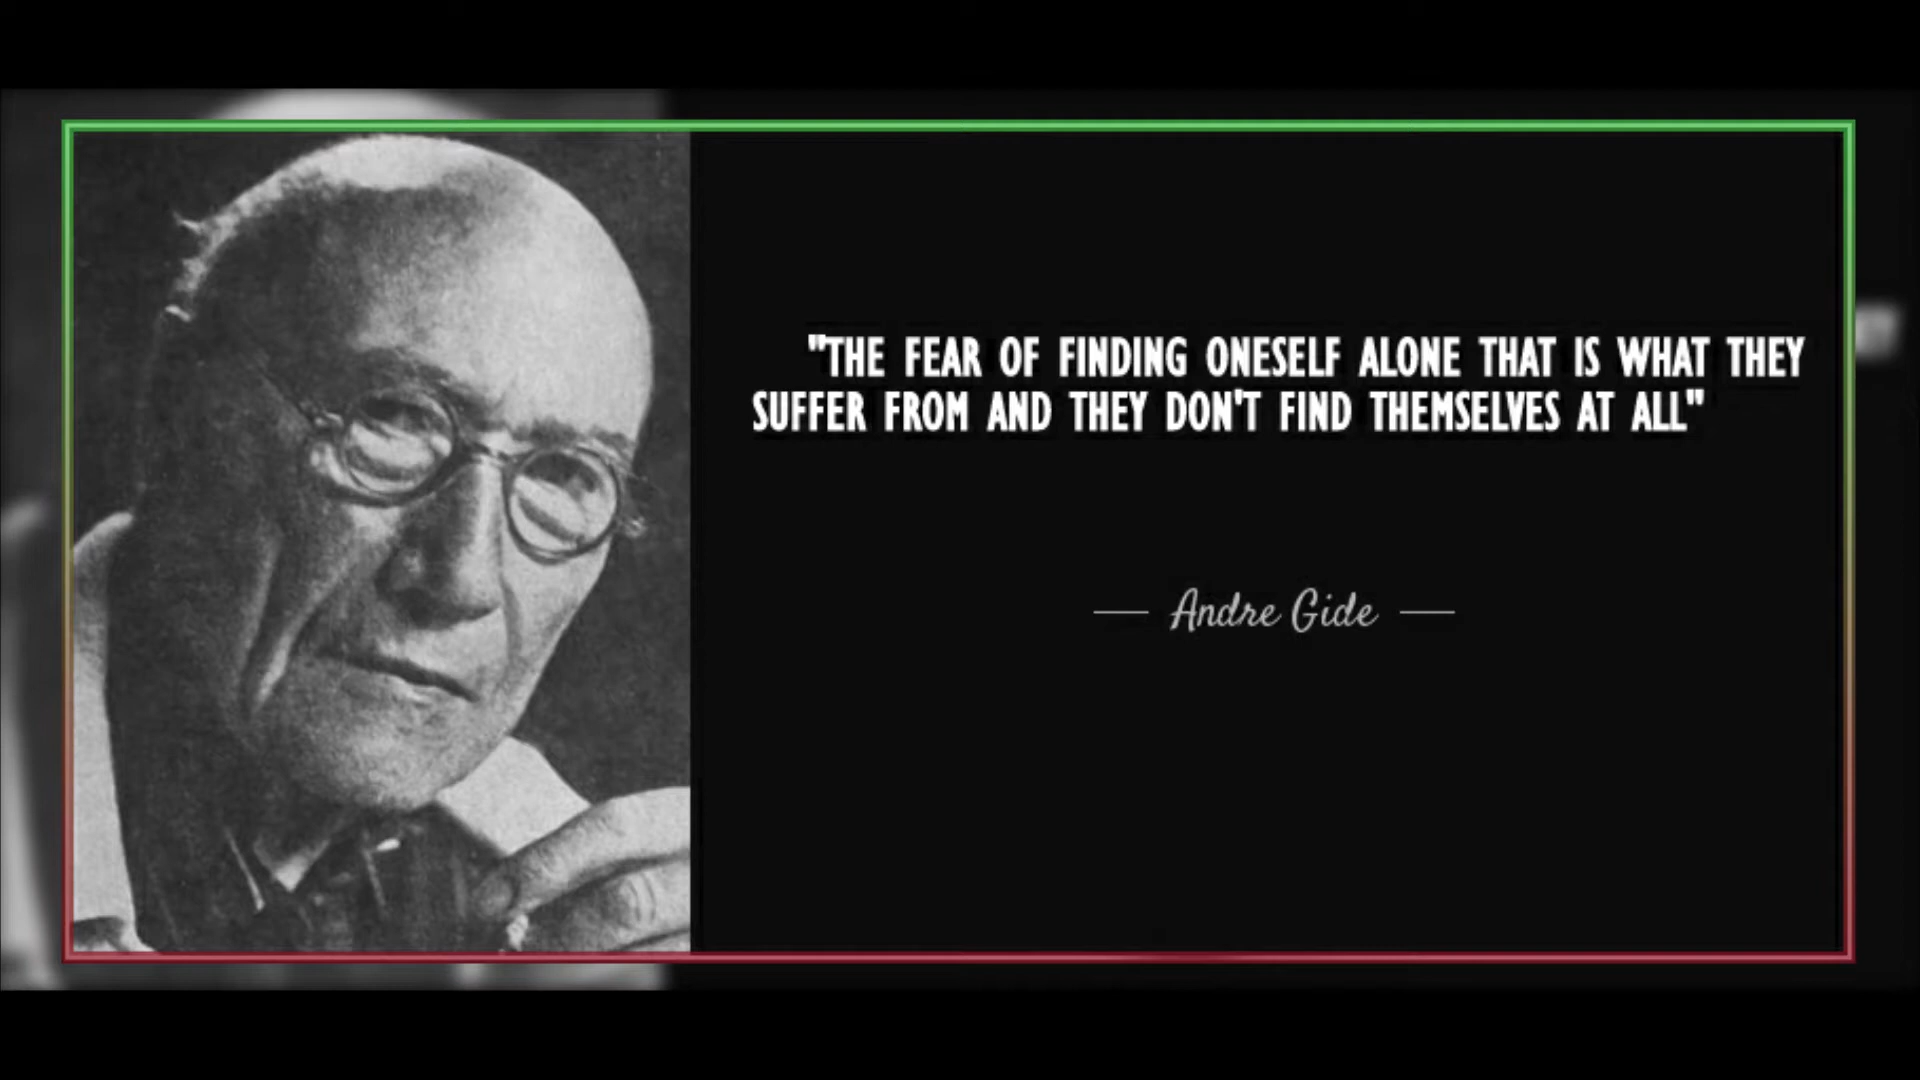 "THE FEAR OF FINDING ONESELF ALONE THAT IS WHAT THEY
SUFFER FROM AND THEY DON'T FIND THEMSELVES AT ALL"
— Andre Gide —